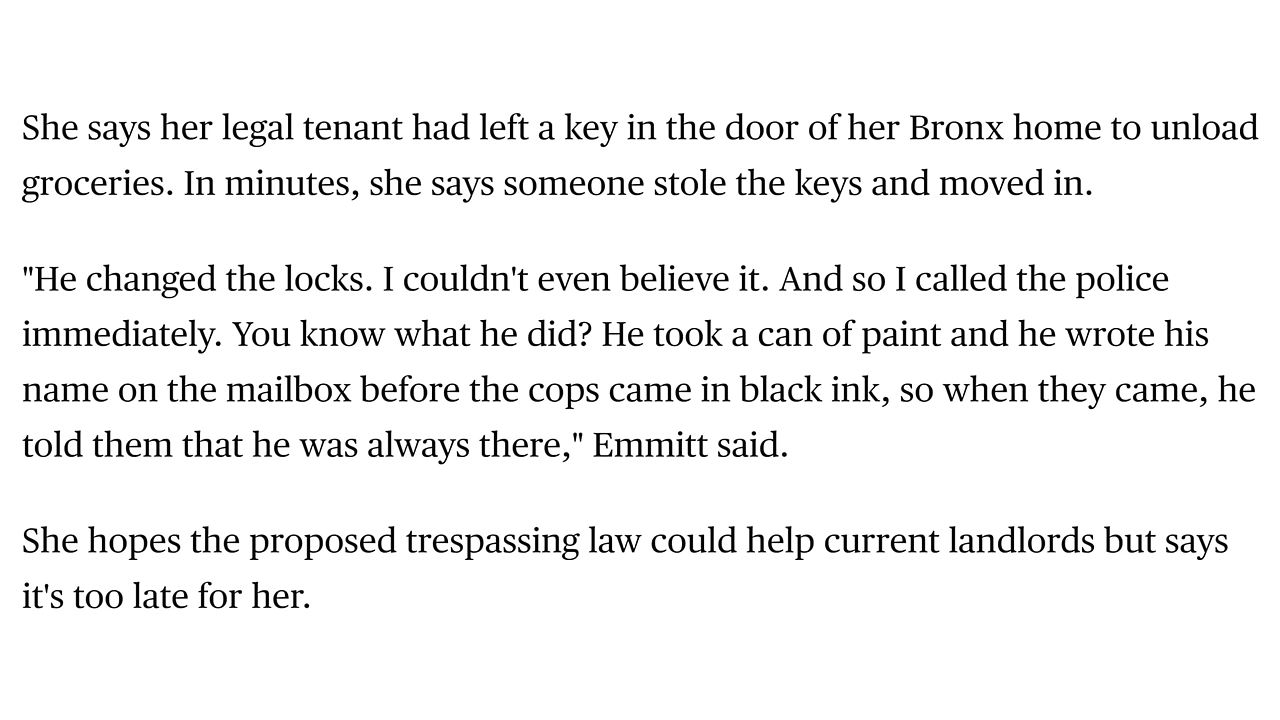 She says her legal tenant had left a key in the door of her Bronx home to unload
groceries. In minutes, she says someone stole the keys and moved in.
"He changed the locks. I couldn't even believe it. And so I called the police
immediately. You know what he did? He took a can of paint and he wrote his
name on the mailbox before the cops came in black ink, so when they came, he
told them that he was always there," Emmitt said.
She hopes the proposed trespassing law could help current landlords but says
it's too late for her.